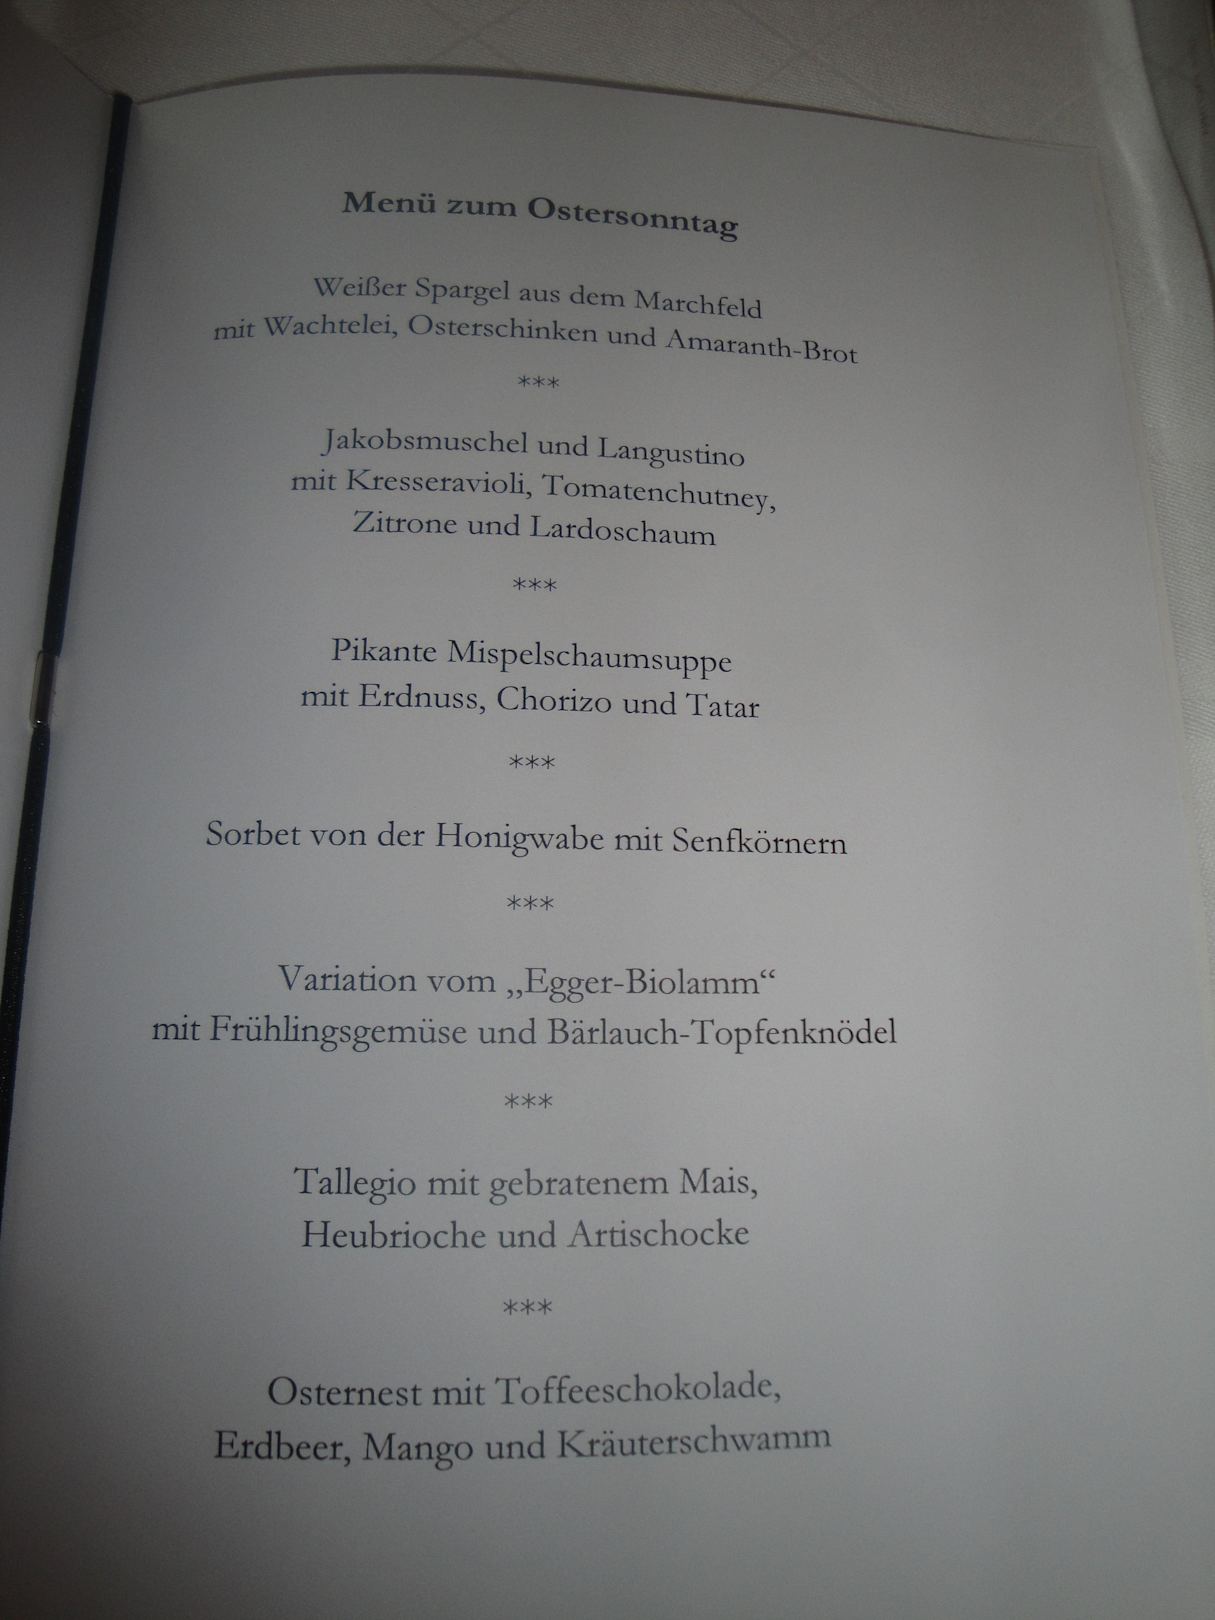 Menü zum Ostersonntag
Weißer Spargel aus dem Marchfeld
mit Wachtelei, Osterschinken und Amaranth-Brot
***
Jakobsmuschel und Langustino
mit Kresseravioli, Tomatenchutney,
Zitrone und Lardoschaum
***
Pikante Mispelschaumsuppe
mit Erdnuss, Chorizo und Tatar
***
Sorbet von der Honigwabe mit Senfkörnern
***
Variation vom „Egger-Biolamm“
mit Frühlingsgemüse und Bärlauch-Topfenknödel
***
Tallegio mit gebratenem Mais,
Heubrioche und Artischocke
***
Osternest mit Toffeeschokolade,
Erdbeer, Mango und Kräuterschwamm